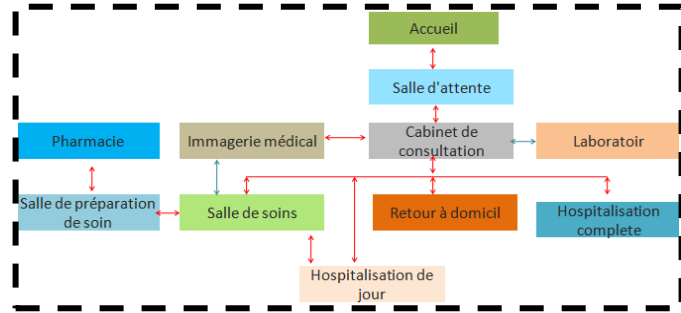 Accueil
Salle d'attente
Pharmacie
Immagerie médical
Cabinet de
consultation
Laboratoir
Salle de préparation
de soin
Salle de soins
Retour à domicil
Hospitalisation
complete
Hospitalisation de
jour